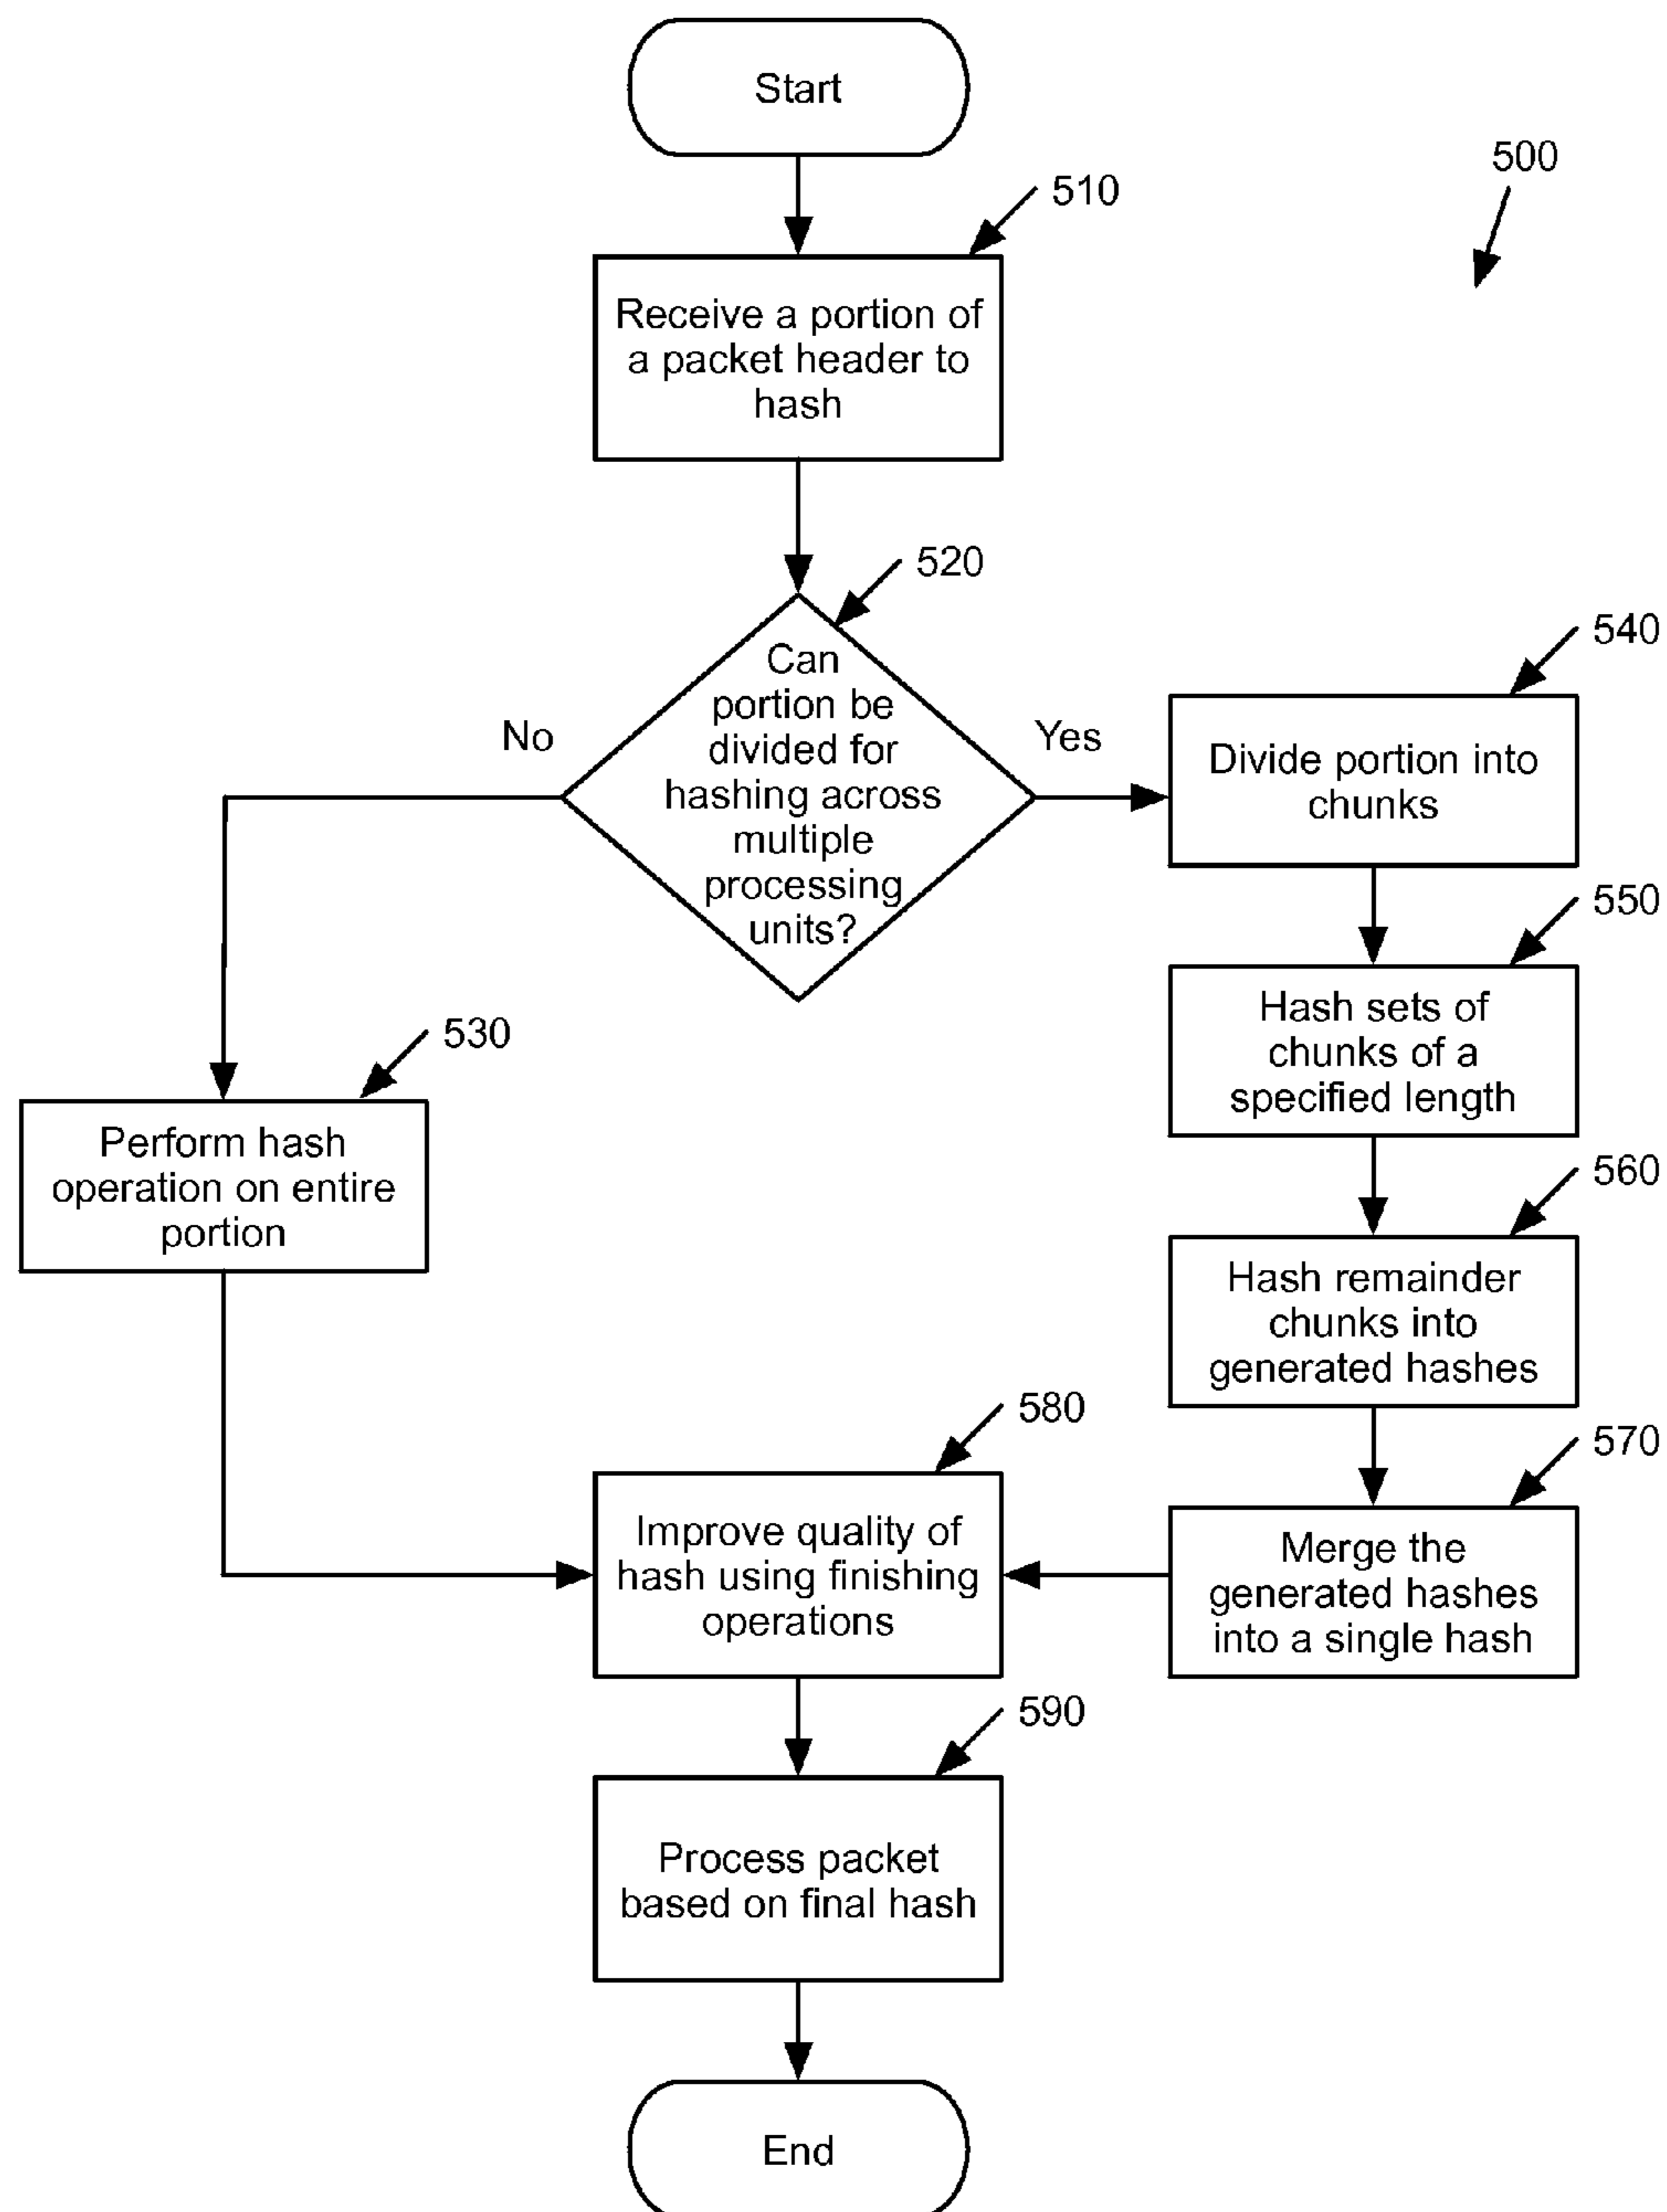 Start
500
510
Receive a portion of
a packet header to
hash
520
Can
portion be
divided for
hashing across
multiple
processing
units?
No
Yes
540
Divide portion into
chunks
550
Hash sets of
chunks of a
specified length
530
Perform hash
operation on entire
portion
560
Hash remainder
chunks into
generated hashes
570
Merge the
generated hashes
into a single hash
580
Improve quality of
hash using finishing
operations
590
Process packet
based on final hash
End